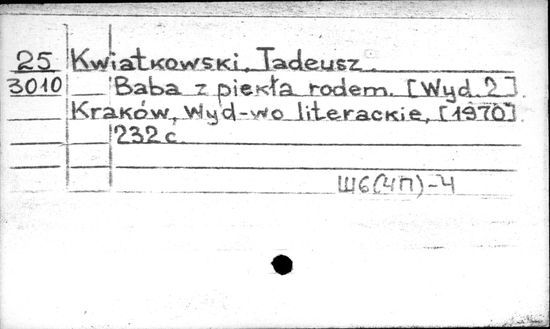 25 Kwiatkowski, Tadeusz.
3010 Baba z piekła rodem. [Wyd. 2].
Kraków, Wyd-wo literackie, [1970].
232 с.
Ш6(4П)-4